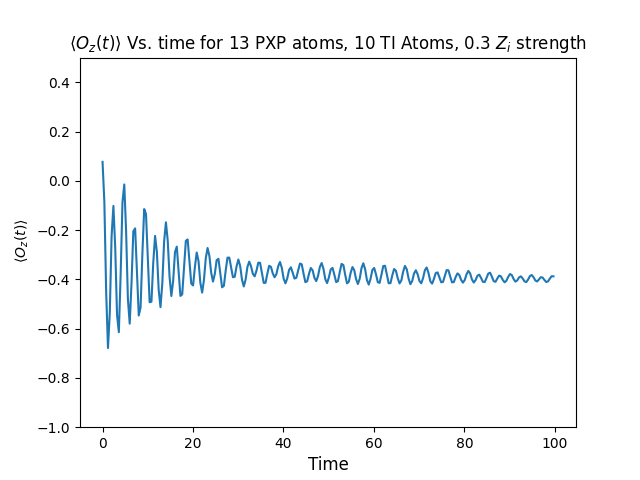 ⟨O_z(t)⟩ Vs. time for 13 PXP atoms, 10 TI Atoms, 0.3 Z_i strength
0.4
0.2
0.0
−0.2
⟨O_z(t)⟩
−0.4
−0.6
−0.8
−1.0
0 20 40 60 80 100
Time